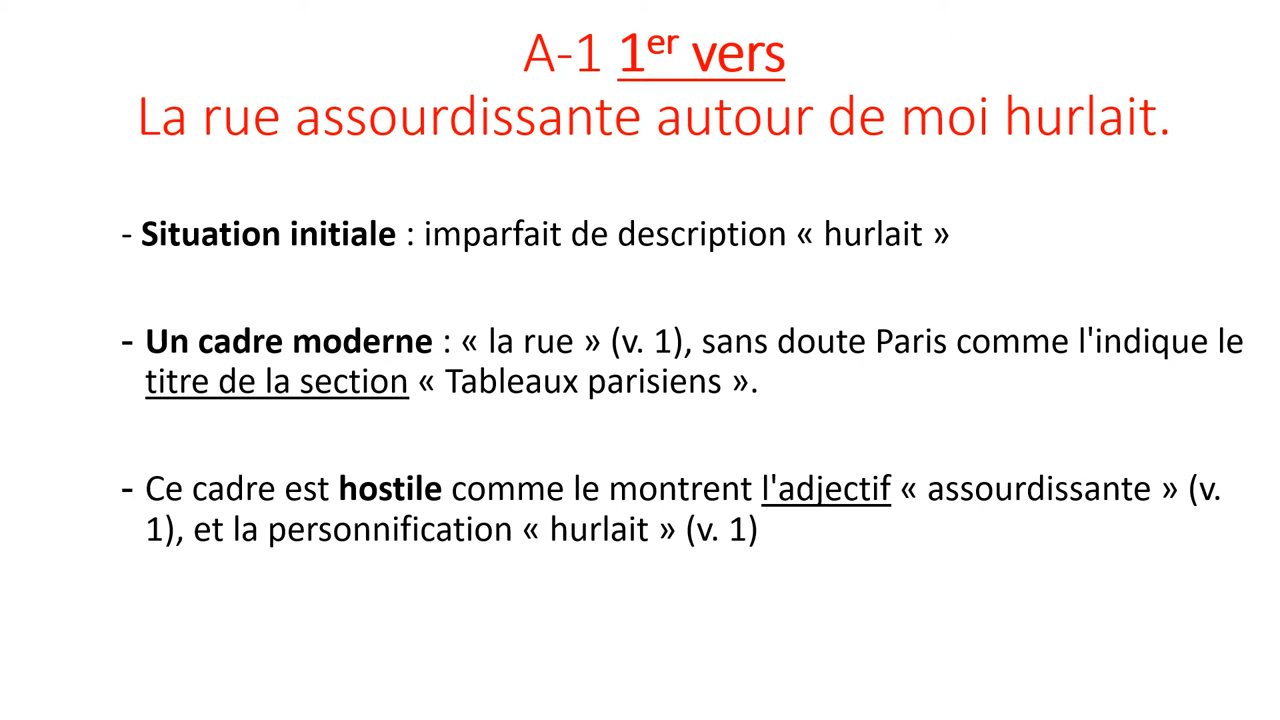 A-1 1er vers
La rue assourdissante autour de moi hurlait.
- Situation initiale : imparfait de description « hurlait »
- Un cadre moderne : « la rue » (v. 1), sans doute Paris comme l'indique le
titre de la section « Tableaux parisiens ».
- Ce cadre est hostile comme le montrent l'adjectif « assourdissante » (v.
1), et la personnification « hurlait » (v. 1)